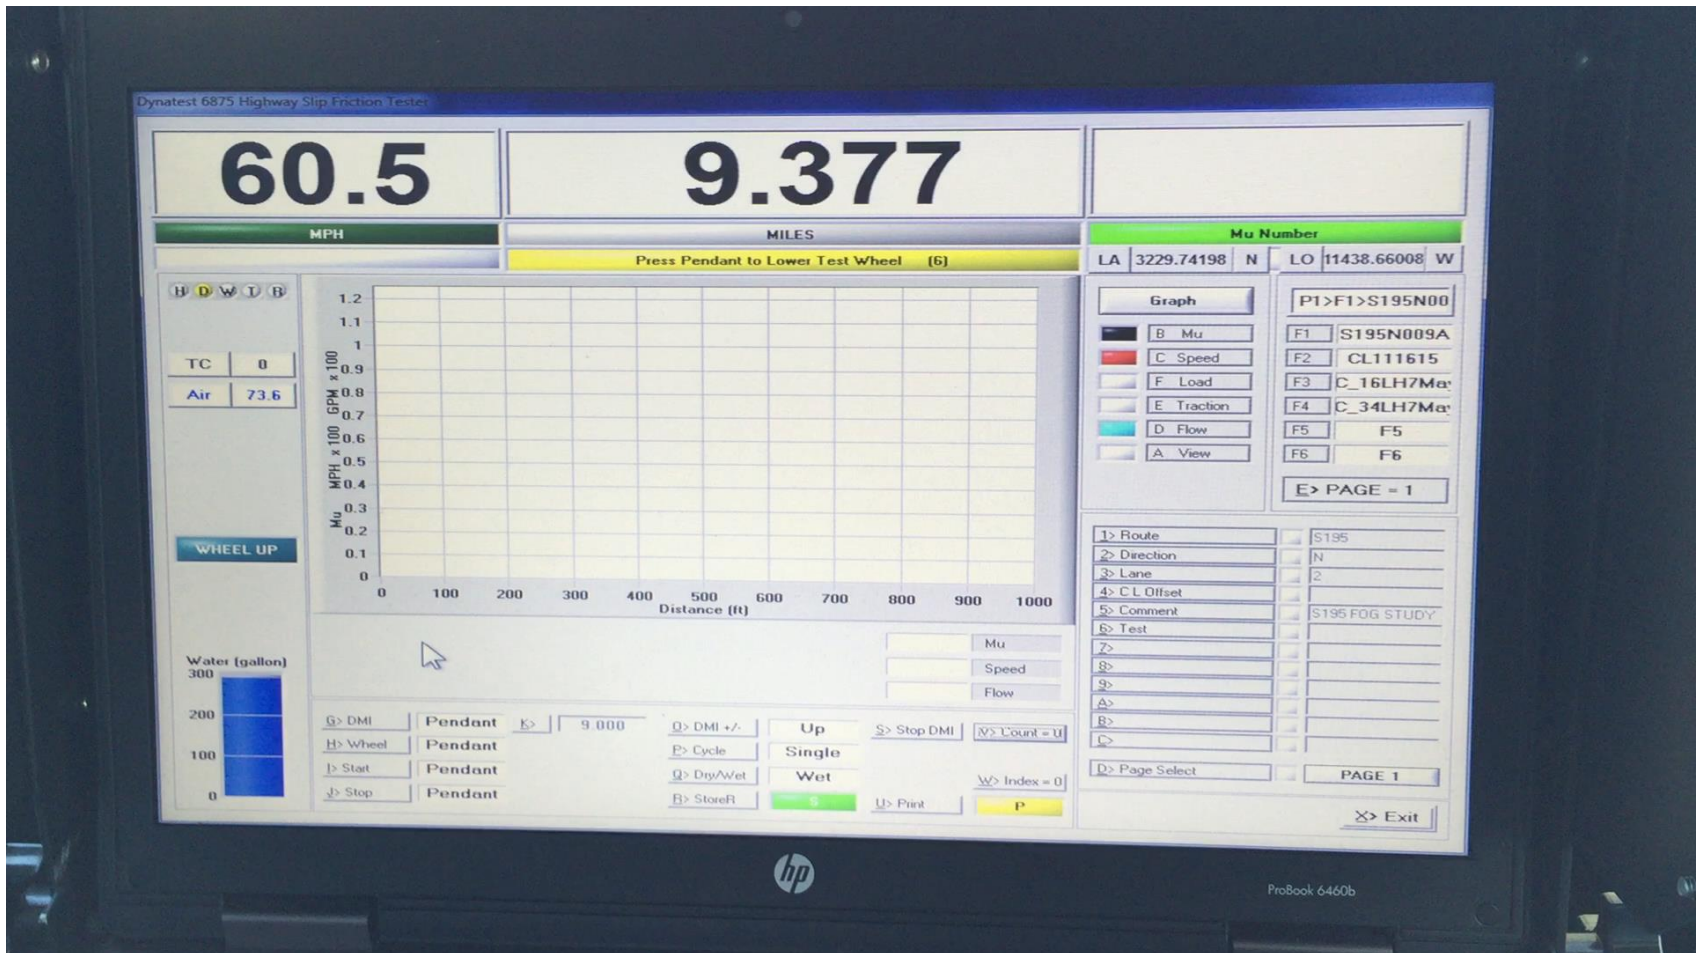 Dynatest 6875 Highway Slip Friction Tester
60.5 9.377
MPH MILES Mu Number
Press Pendant to Lower Test Wheel (6)
LA 3229.74198 N LO 11438.66008 W
H D W T B
TC 0
Air 73.6
WHEEL UP
Water (gallon)
300
200
100
0
Mu MPH x100 GPM x100
1.2
1.1
1
0.9
0.8
0.7
0.6
0.5
0.4
0.3
0.2
0.1
0
0 100 200 300 400 500 600 700 800 900 1000
Distance (ft)
Mu
Speed
Flow
Graph
B Mu
C Speed
F Load
E Traction
D Flow
A View
P1>F1>S195N00
F1 S195N009A
F2 CL111615
F3 C_16LH7Ma
F4 C_34LH7Ma
F5 F5
F6 F6
E> PAGE = 1
1> Route S195
2> Direction N
3> Lane 2
4> C L Offset
5> Comment S195 FOG STUDY
6> Test
7>
8>
9>
A>
B>
C>
D> Page Select PAGE 1
X> Exit
G> DMI Pendant K> 9.000
H> Wheel Pendant
I> Start Pendant
J> Stop Pendant
O> DMI +/- Up S> Stop DMI V> Count = 0
P> Cycle Single
Q> Dry/Wet Wet W> Index = 0
R> StoreR S U> Print P
hp
ProBook 6460b